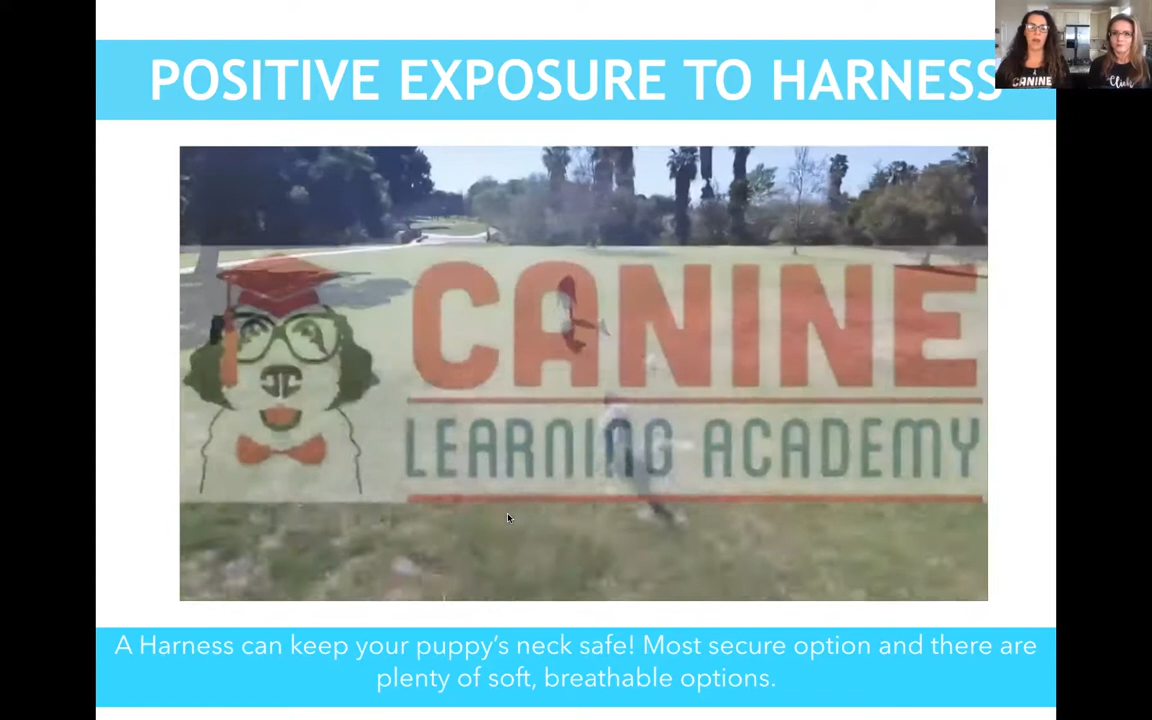 POSITIVE EXPOSURE TO HARNESS
CANINE
Click
CANINE
LEARNING ACADEMY
A Harness can keep your puppy's neck safe! Most secure option and there are
plenty of soft, breathable options.